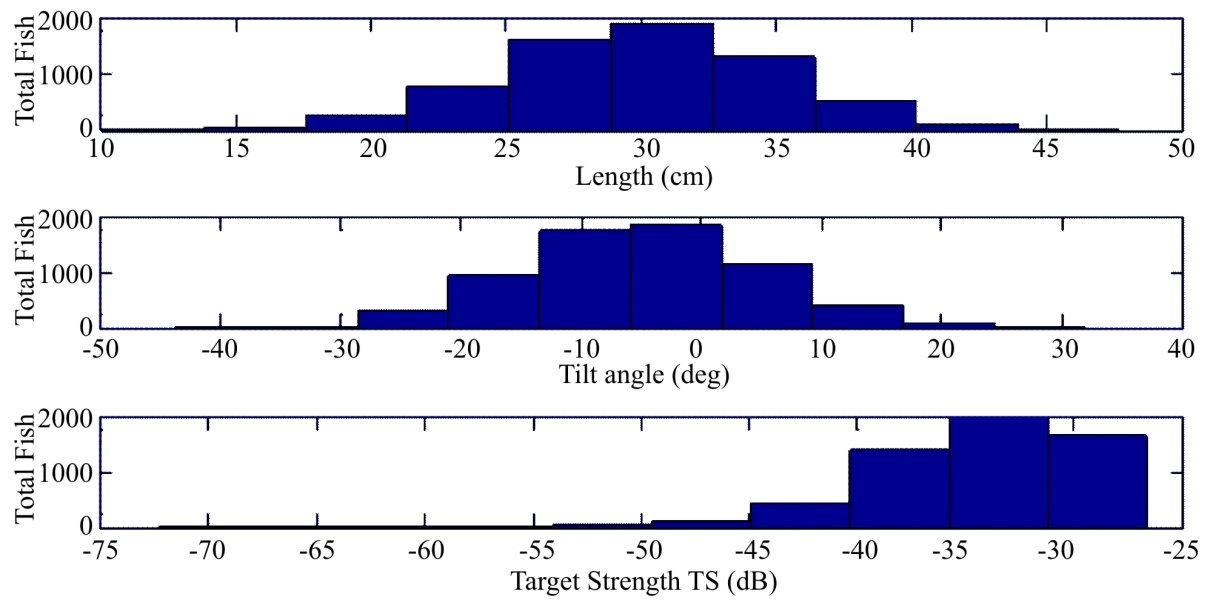 Total Fish
2000
1000
0
10 15 20 25 30 35 40 45 50
Length (cm)
Total Fish
2000
1000
0
-50 -40 -30 -20 -10 0 10 20 30 40
Tilt angle (deg)
Total Fish
2000
1000
0
-75 -70 -65 -60 -55 -50 -45 -40 -35 -30 -25
Target Strength TS (dB)